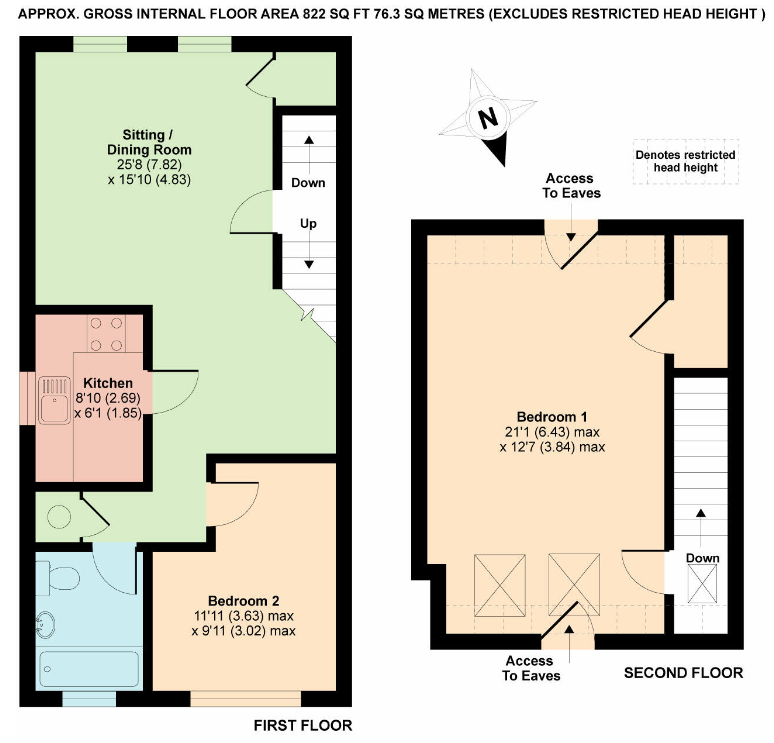 APPROX. GROSS INTERNAL FLOOR AREA 822 SQ FT 76.3 SQ METRES (EXCLUDES RESTRICTED HEAD HEIGHT )
Sitting /
Dining Room
25'8 (7.82)
x 15'10 (4.83)
Down
Up
Kitchen
8'10 (2.69)
x 6'1 (1.85)
Bedroom 2
11'11 (3.63) max
x 9'11 (3.02) max
FIRST FLOOR
N
Denotes restricted
head height
Access
To Eaves
Bedroom 1
21'1 (6.43) max
x 12'7 (3.84) max
Down
Access
To Eaves
SECOND FLOOR